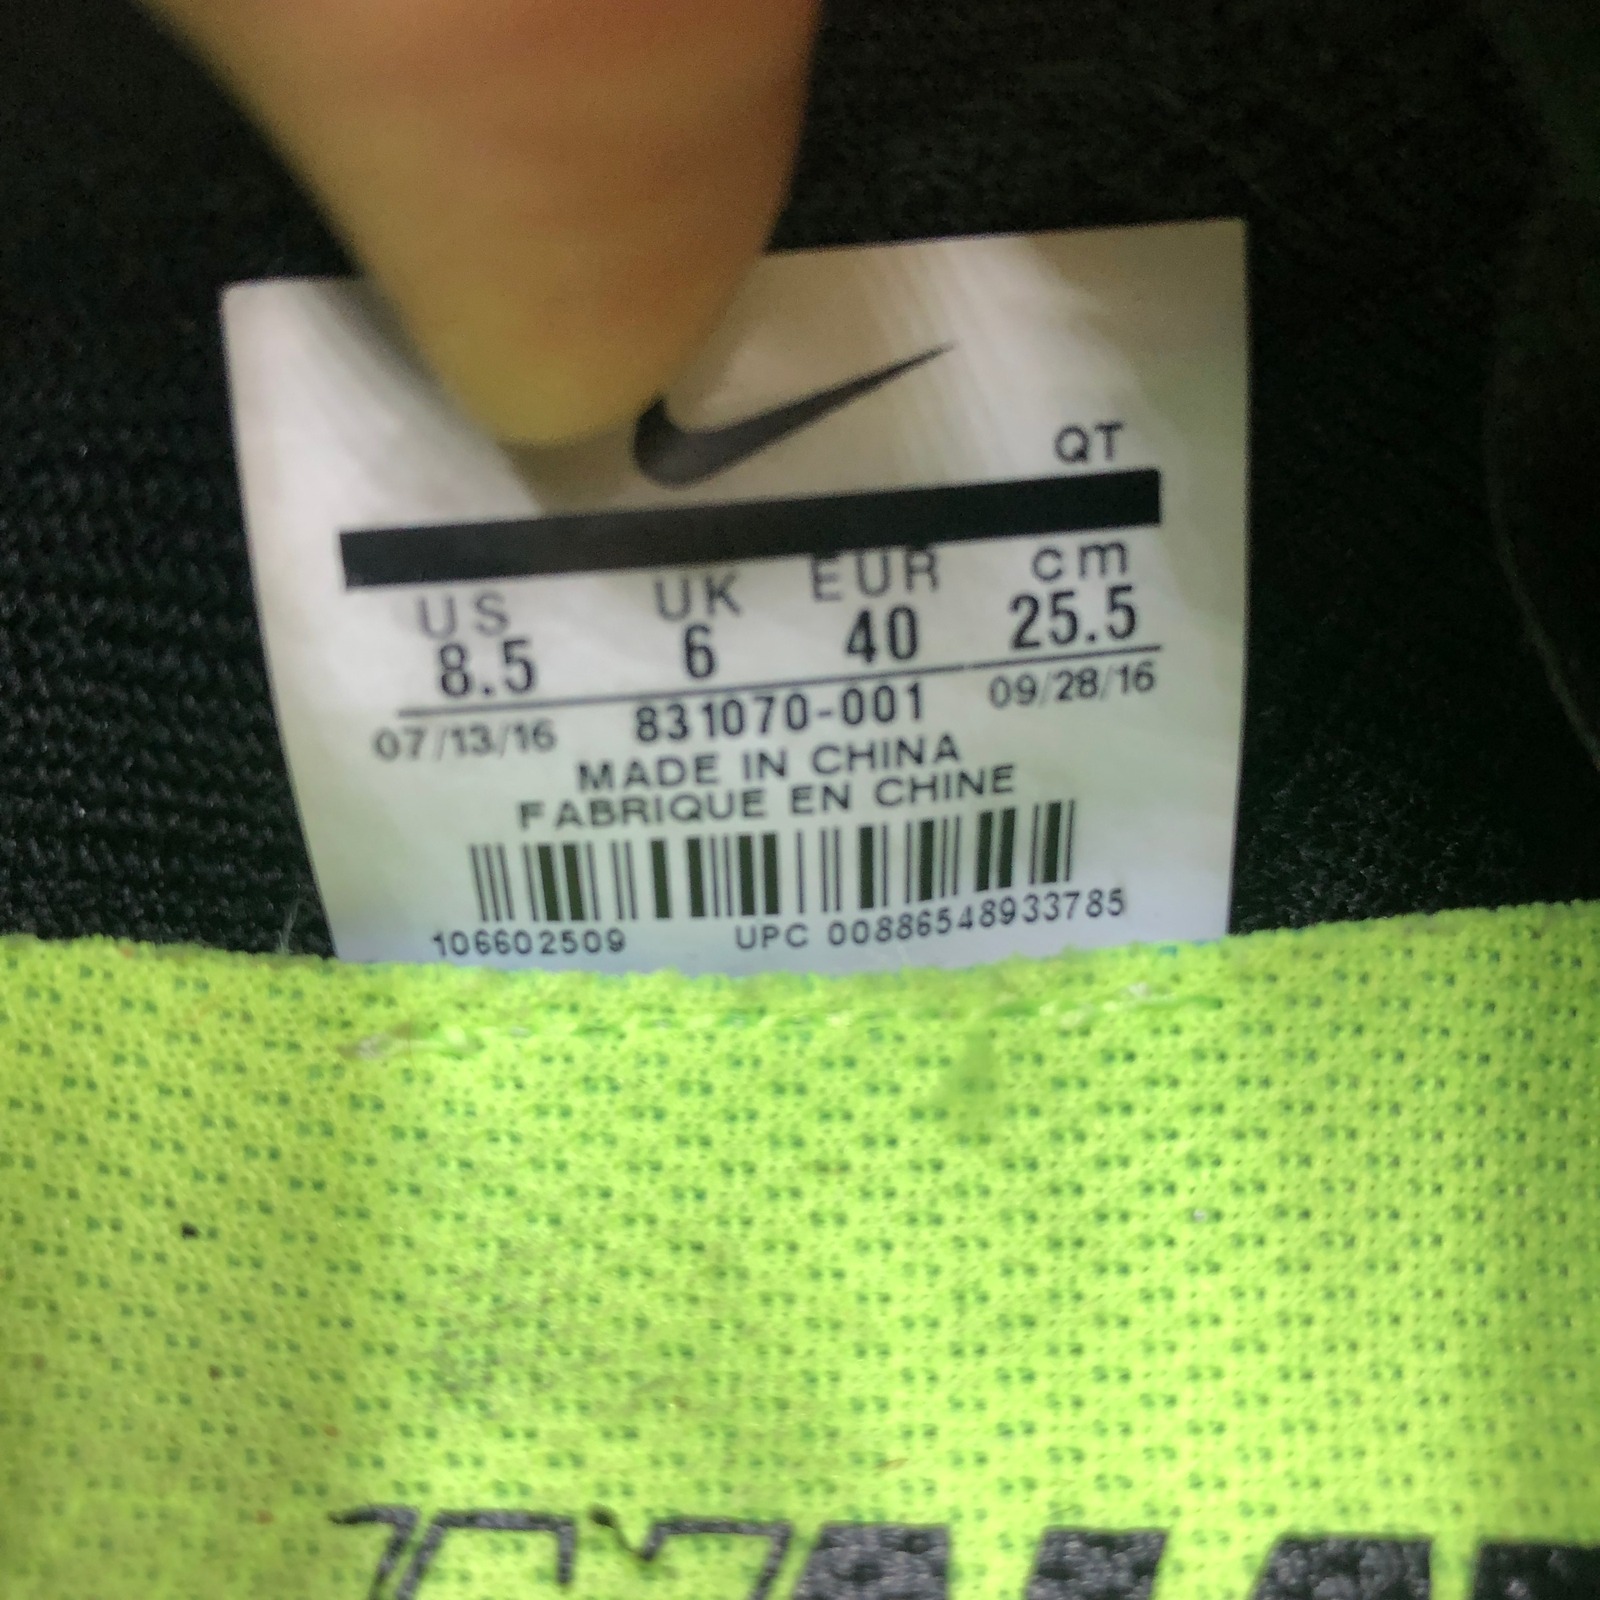 QT
US UK EUR cm
8.5 6 40 25.5
07/13/16 831070-001 09/28/16
MADE IN CHINA
FABRIQUE EN CHINE
106602509 UPC 00886548933785